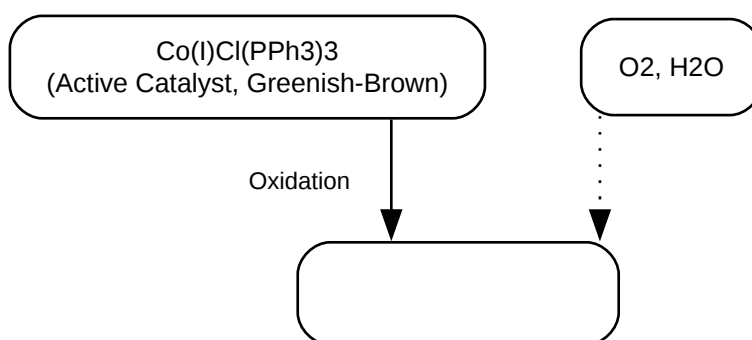 Co(I)Cl(PPh3)3
(Active Catalyst, Greenish-Brown)
O2, H2O
Oxidation